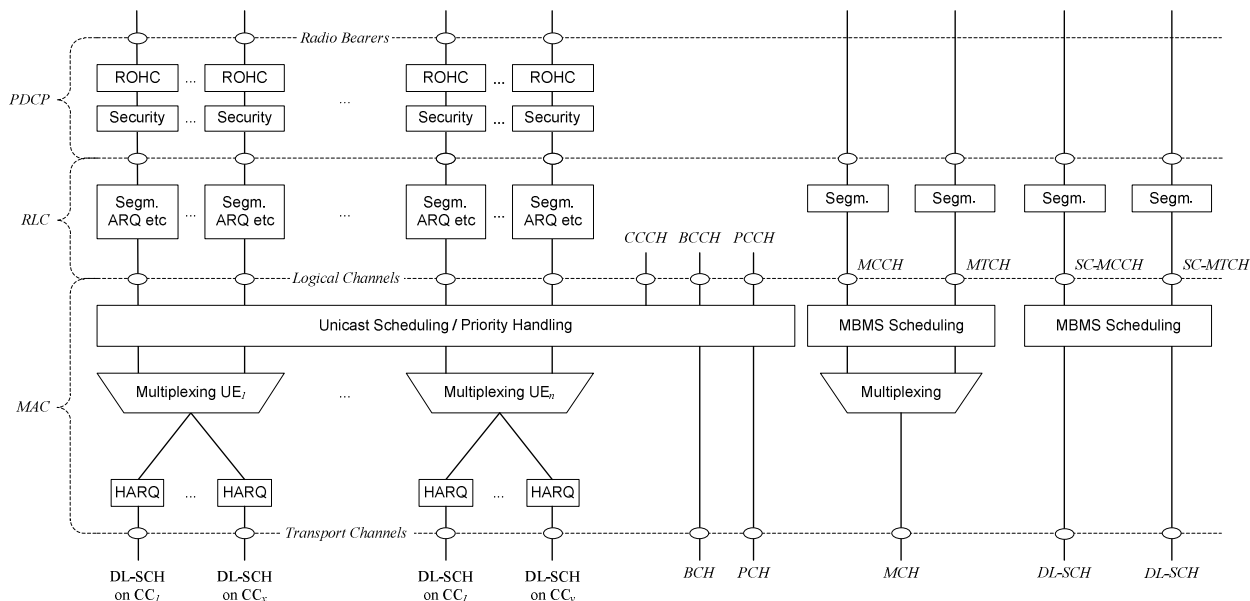 Radio Bearers
ROHC ... ROHC ROHC ... ROHC
PDCP ...
Security ... Security Security ... Security
Segm. ARQ etc ... Segm. ARQ etc ... Segm. ARQ etc ... Segm. ARQ etc Segm. Segm. Segm. Segm.
RLC
CCCH BCCH PCCH
MCCH MTCH SC-MCCH SC-MTCH
Logical Channels
Unicast Scheduling / Priority Handling MBMS Scheduling MBMS Scheduling
Multiplexing UE1 ... Multiplexing UEn Multiplexing
MAC
HARQ ... HARQ HARQ ... HARQ
Transport Channels
DL-SCH on CC1 DL-SCH on CCx DL-SCH on CC1 DL-SCH on CCy BCH PCH MCH DL-SCH DL-SCH